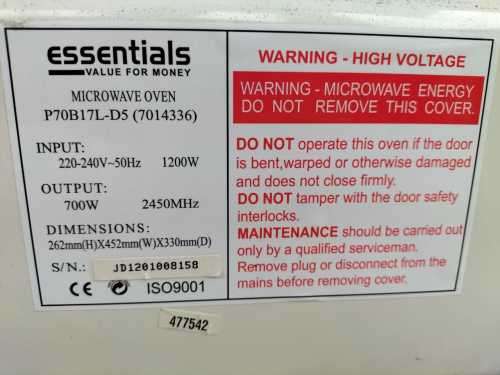 essentials
VALUE FOR MONEY
MICROWAVE OVEN
P70B17L-D5 (7014336)
INPUT:
220-240V~50Hz 1200W
OUTPUT:
700W 2450MHz
DIMENSIONS:
262mm(H)X452mm(W)X330mm(D)
S/N.: JD1201008158
CE ISO9001
WARNING - HIGH VOLTAGE
WARNING - MICROWAVE ENERGY
DO NOT REMOVE THIS COVER.
DO NOT operate this oven if the door
is bent,warped or otherwise damaged
and does not close firmly.
DO NOT tamper with the door safety
interlocks.
MAINTENANCE should be carried out
only by a qualified serviceman.
Remove plug or disconnect from the
mains before removing cover.
477542